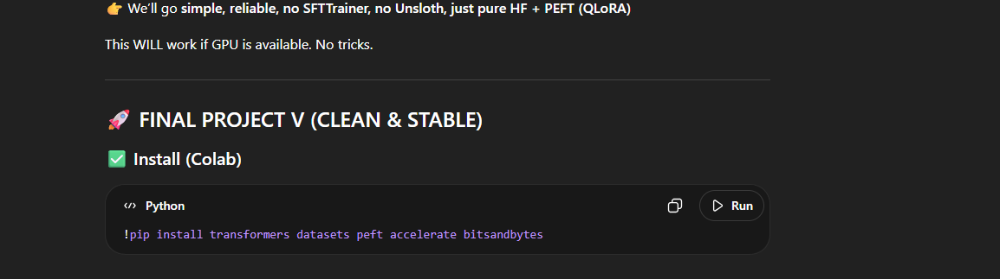 👉 We'll go simple, reliable, no SFTTrainer, no Unsloth, just pure HF + PEFT (QLoRA)
This WILL work if GPU is available. No tricks.
🚀 FINAL PROJECT V (CLEAN & STABLE)
✅ Install (Colab)
Python
Run
!pip install transformers datasets peft accelerate bitsandbytes